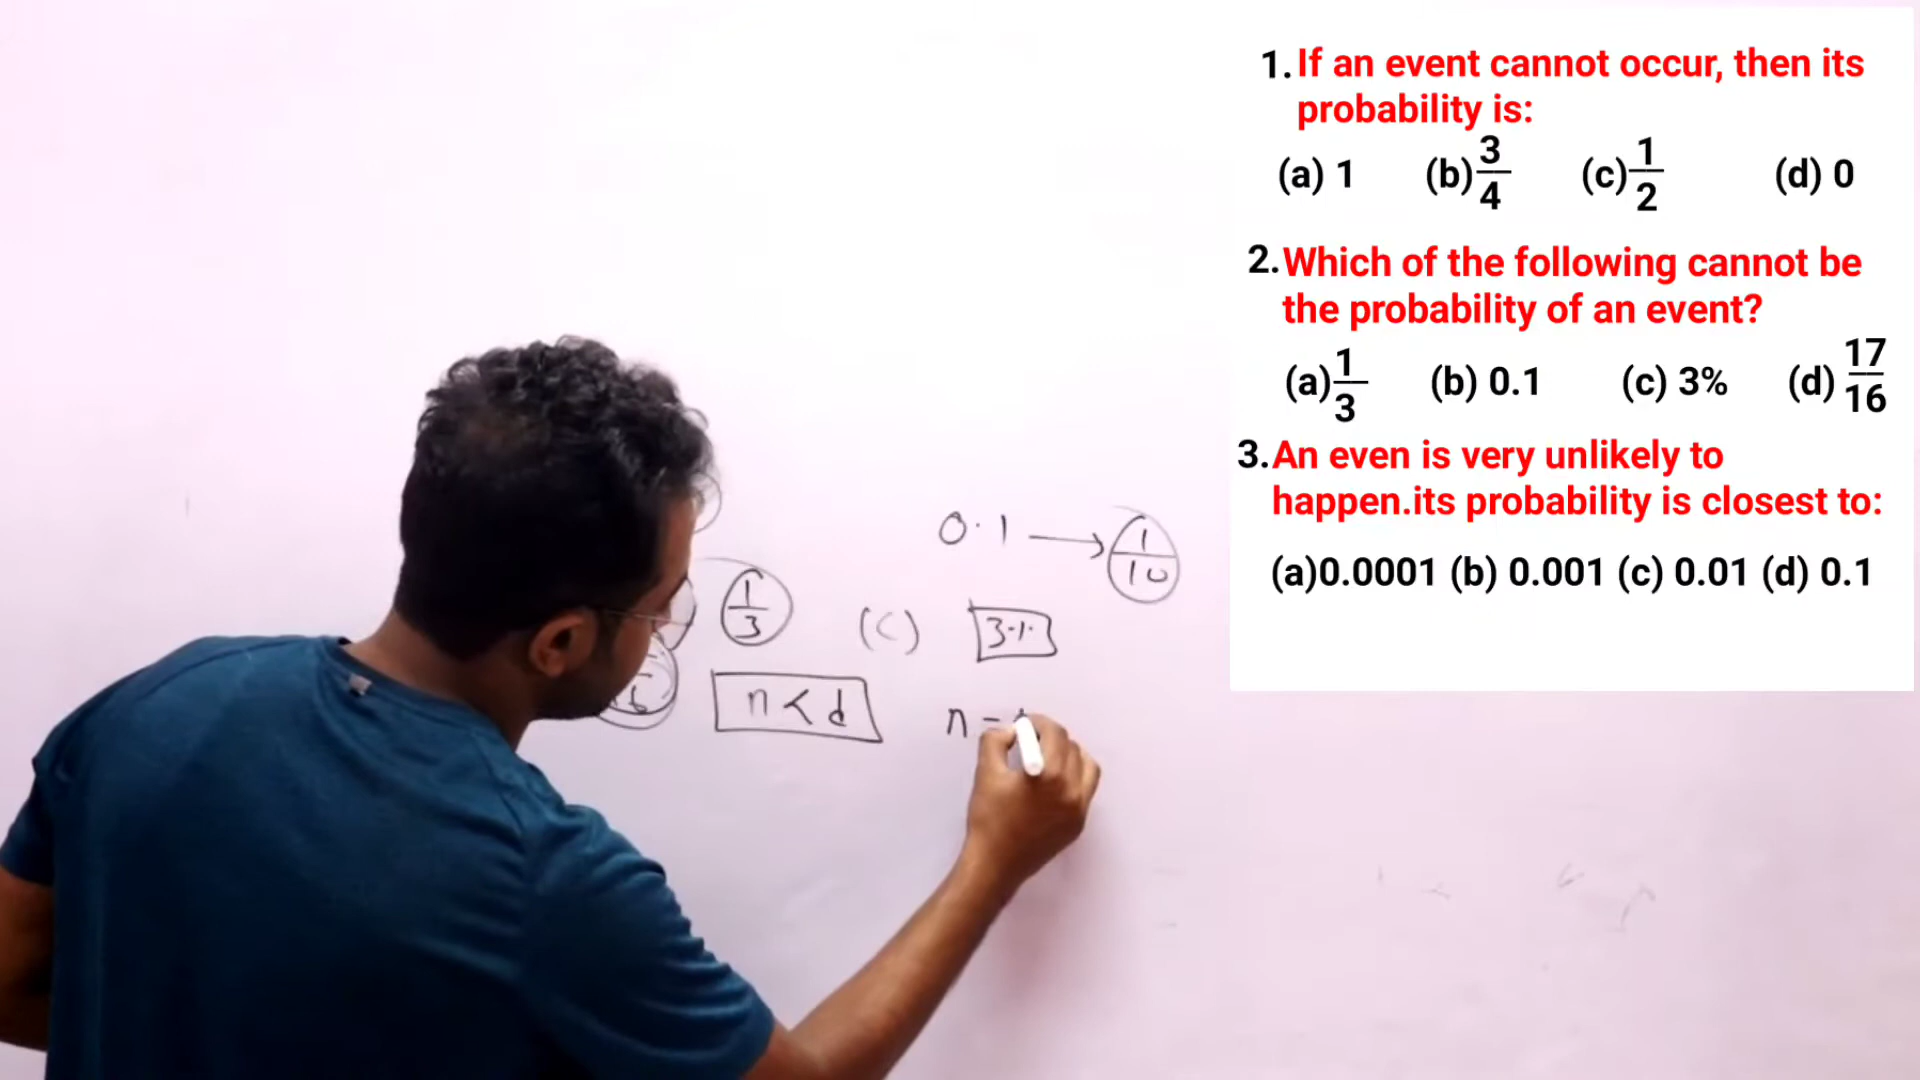 1. If an event cannot occur, then its
probability is:
(a) 1 (b) 3/4 (c) 1/2 (d) 0
2. Which of the following cannot be
the probability of an event?
(a) 1/3 (b) 0.1 (c) 3% (d) 17/16
3. An even is very unlikely to
happen.its probability is closest to:
(a)0.0001 (b) 0.001 (c) 0.01 (d) 0.1
0.1 → 1/10
1/3 (C) 3%
n < d n =